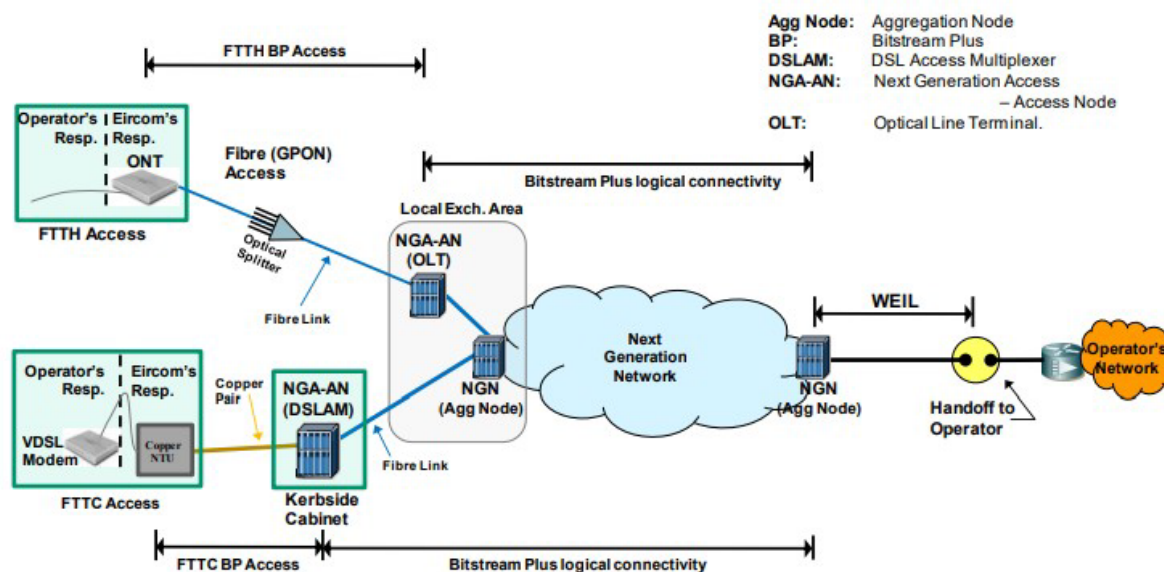 Agg Node: Aggregation Node
BP: Bitstream Plus
DSLAM: DSL Access Multiplexer
NGA-AN: Next Generation Access
– Access Node
OLT: Optical Line Terminal.
FTTH BP Access
Operator's
Resp.
Eircom's
Resp.
ONT
FTTH Access
Fibre (GPON)
Access
Optical
Splitter
Fibre Link
Bitstream Plus logical connectivity
Local Exch. Area
NGA-AN
(OLT)
NGN
(Agg Node)
Next
Generation
Network
NGN
(Agg Node)
WEIL
Handoff to
Operator
Operator's
Network
Operator's
Resp.
Eircom's
Resp.
VDSL
Modem
Copper
NTU
FTTC Access
Copper
Pair
NGA-AN
(DSLAM)
Kerbside
Cabinet
Fibre Link
FTTC BP Access
Bitstream Plus logical connectivity